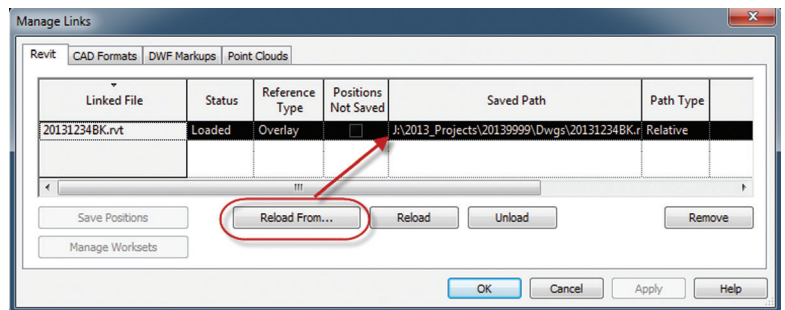 Manage Links
Revit CAD Formats DWF Markups Point Clouds
Linked File Status Reference Type Positions Not Saved Saved Path Path Type
20131234BK.rvt Loaded Overlay J:\2013_Projects\20139999\Dwgs\20131234BK.r Relative
Save Positions Reload From... Reload Unload Remove
Manage Worksets
OK Cancel Apply Help